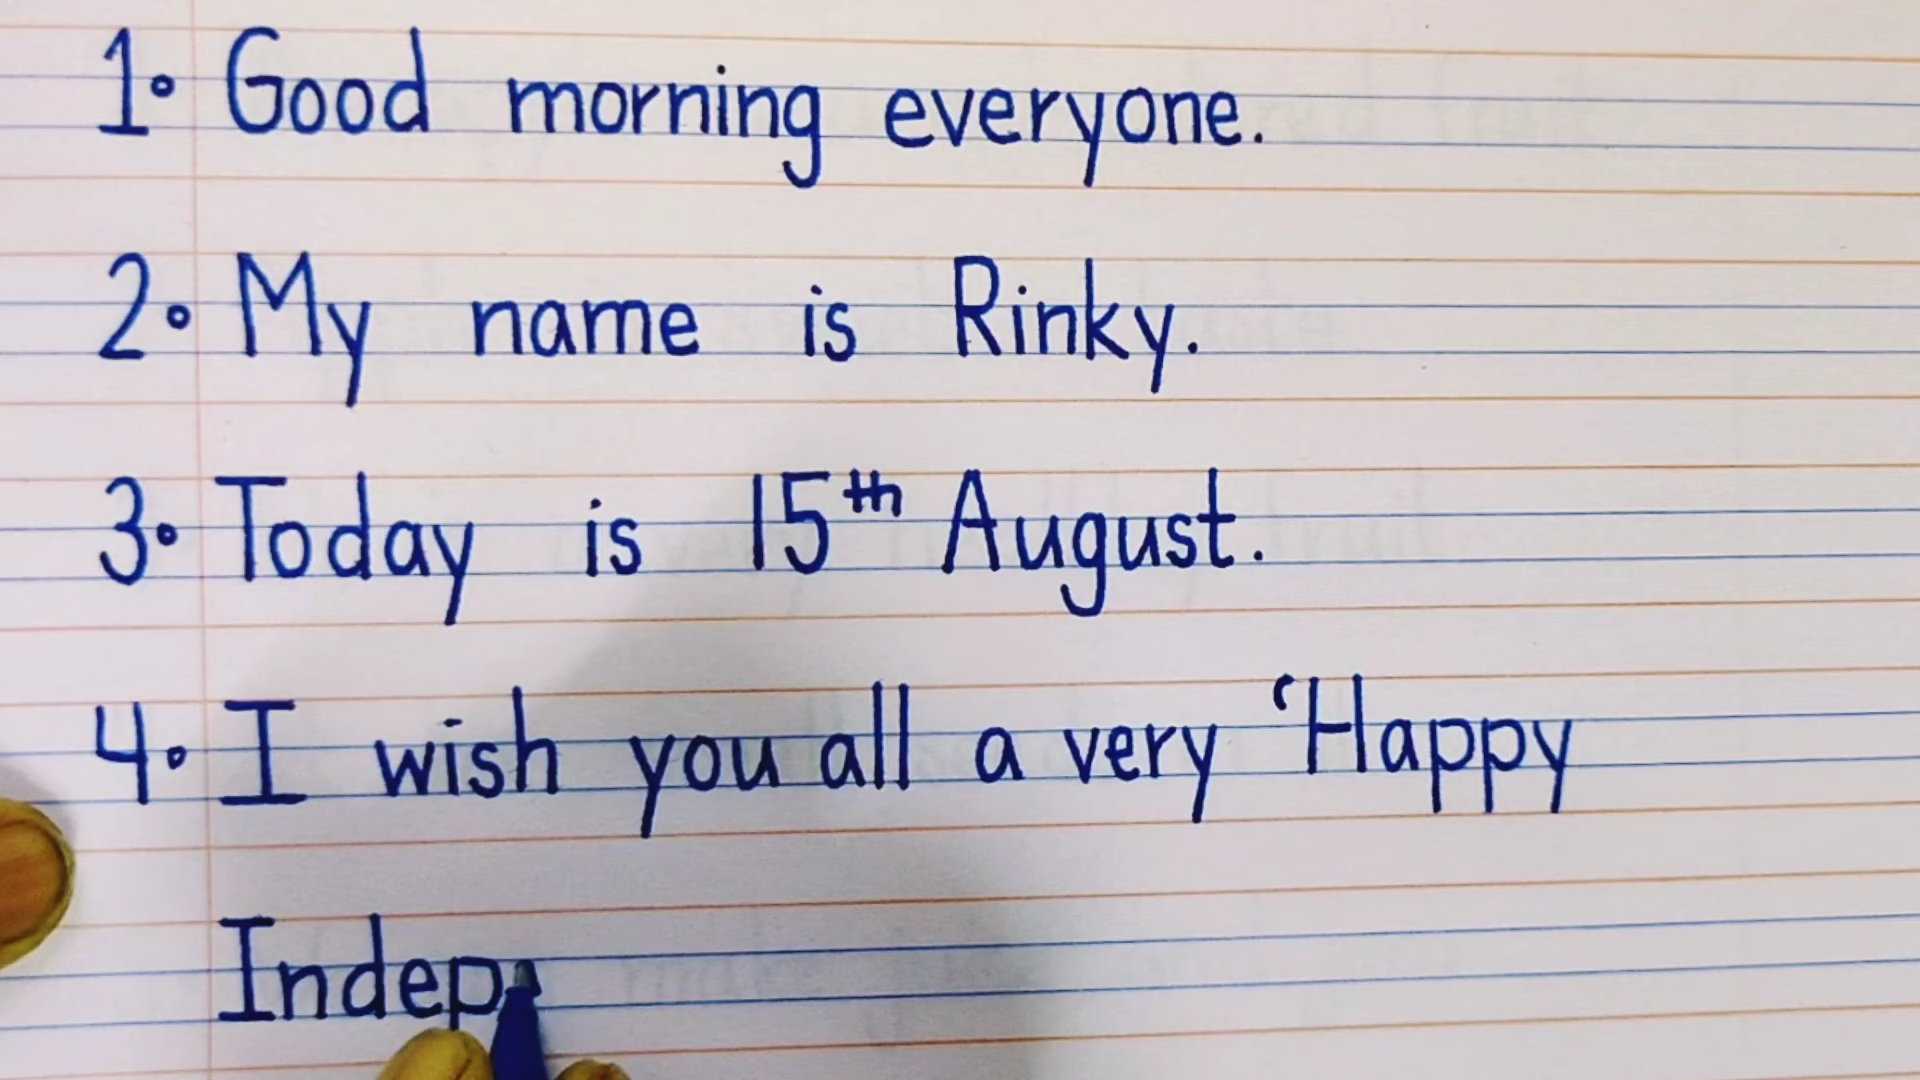 1. Good morning everyone.
2. My name is Rinky.
3. Today is 15th August.
4. I wish you all a very ‘Happy
Indep